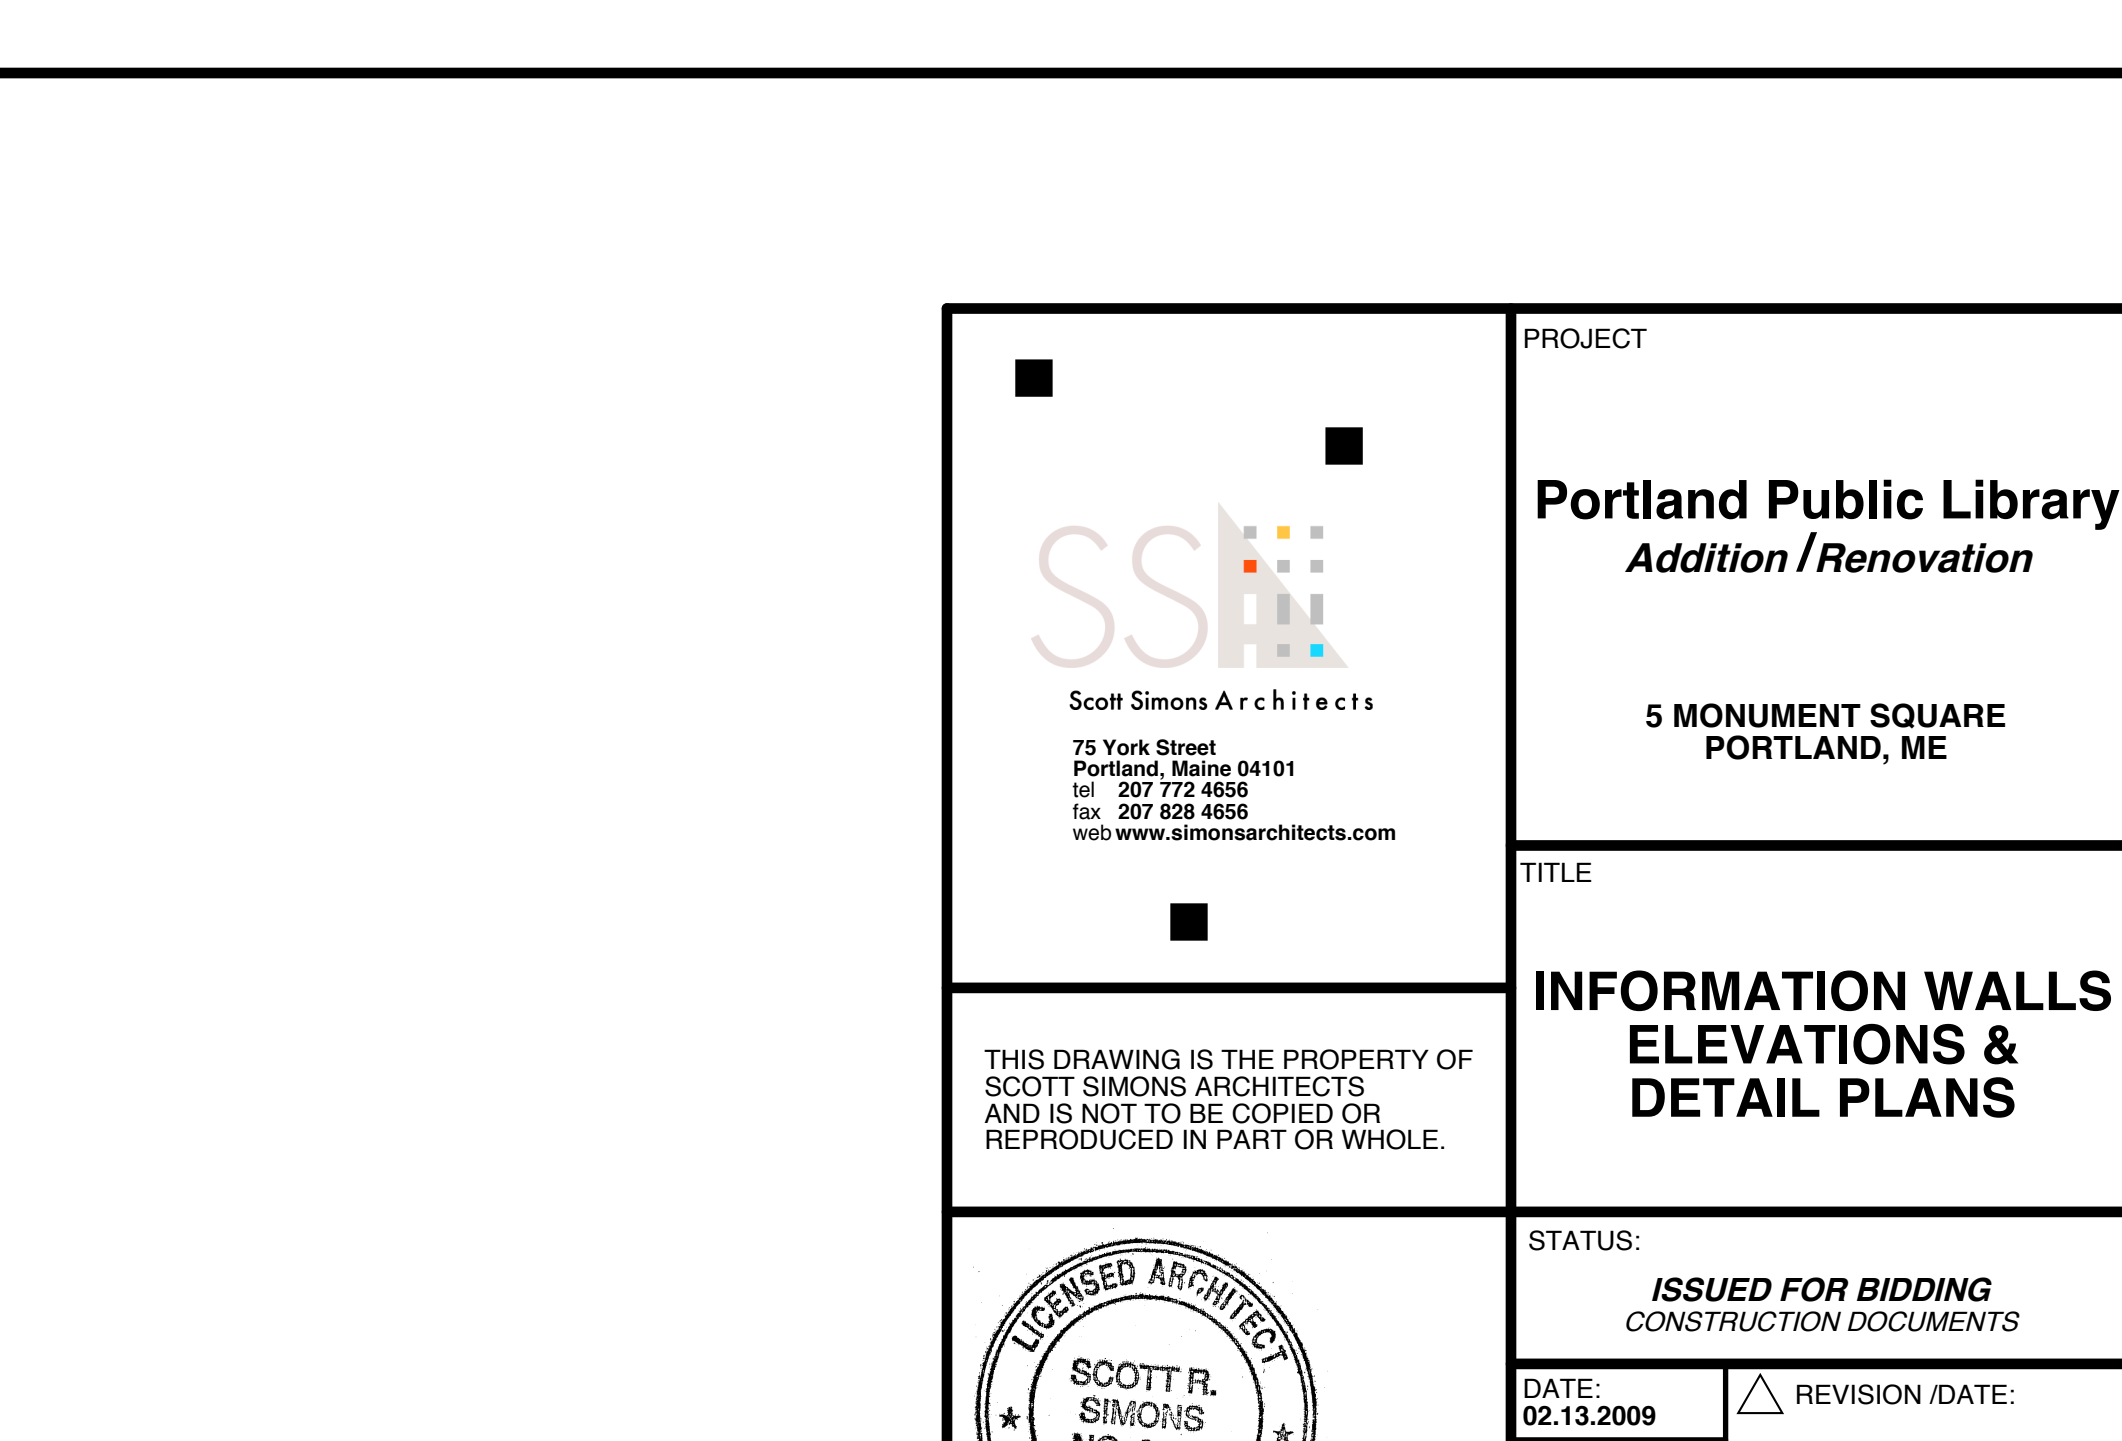 SSA
Scott Simons Architects
75 York Street
Portland, Maine 04101
tel 207 772 4656
fax 207 828 4656
web www.simonsarchitects.com
THIS DRAWING IS THE PROPERTY OF
SCOTT SIMONS ARCHITECTS
AND IS NOT TO BE COPIED OR
REPRODUCED IN PART OR WHOLE.
LICENSED ARCHITECT
SCOTT R.
SIMONS
PROJECT
Portland Public Library
Addition / Renovation
5 MONUMENT SQUARE
PORTLAND, ME
TITLE
INFORMATION WALLS
ELEVATIONS &
DETAIL PLANS
STATUS:
ISSUED FOR BIDDING
CONSTRUCTION DOCUMENTS
DATE:
02.13.2009
REVISION /DATE: